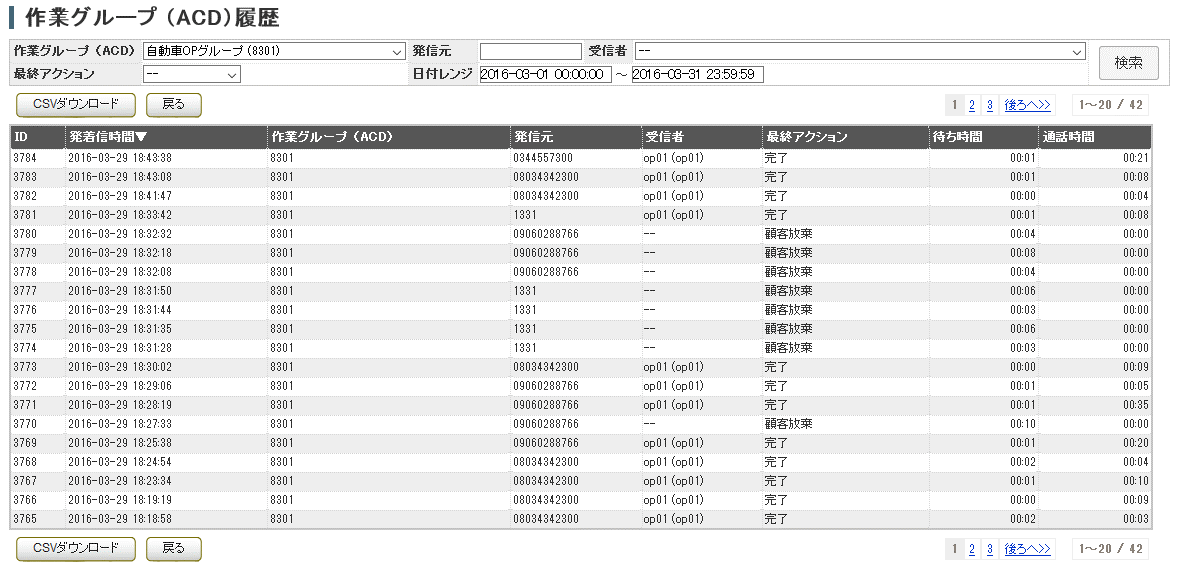 作業グループ（ACD）履歴
作業グループ（ACD） 自動車OPグループ (8301) 発信元 受信者 --
最終アクション -- 日付レンジ 2016-03-01 00:00:00 ～ 2016-03-31 23:59:59 検索
CSVダウンロード 戻る 1 2 3 後ろへ>> 1～20 / 42
ID 発着信時間▼ 作業グループ（ACD） 発信元 受信者 最終アクション 待ち時間 通話時間
3784 2016-03-29 18:43:38 8301 0344557300 op01 (op01) 完了 00:01 00:21
3783 2016-03-29 18:43:08 8301 08034342300 op01 (op01) 完了 00:01 00:08
3782 2016-03-29 18:41:47 8301 08034342300 op01 (op01) 完了 00:00 00:04
3781 2016-03-29 18:33:42 8301 1331 op01 (op01) 完了 00:01 00:08
3780 2016-03-29 18:32:32 8301 09060288766 -- 顧客放棄 00:04 00:00
3779 2016-03-29 18:32:18 8301 09060288766 -- 顧客放棄 00:08 00:00
3778 2016-03-29 18:32:08 8301 09060288766 -- 顧客放棄 00:04 00:00
3777 2016-03-29 18:31:50 8301 1331 -- 顧客放棄 00:06 00:00
3776 2016-03-29 18:31:44 8301 1331 -- 顧客放棄 00:03 00:00
3775 2016-03-29 18:31:35 8301 1331 -- 顧客放棄 00:06 00:00
3774 2016-03-29 18:31:28 8301 1331 -- 顧客放棄 00:03 00:00
3773 2016-03-29 18:30:02 8301 08034342300 op01 (op01) 完了 00:00 00:09
3772 2016-03-29 18:29:06 8301 09060288766 op01 (op01) 完了 00:01 00:05
3771 2016-03-29 18:28:19 8301 09060288766 op01 (op01) 完了 00:01 00:35
3770 2016-03-29 18:27:33 8301 09060288766 -- 顧客放棄 00:10 00:00
3769 2016-03-29 18:25:38 8301 09060288766 op01 (op01) 完了 00:01 00:20
3768 2016-03-29 18:24:54 8301 08034342300 op01 (op01) 完了 00:02 00:04
3767 2016-03-29 18:23:34 8301 08034342300 op01 (op01) 完了 00:01 00:10
3766 2016-03-29 18:19:19 8301 08034342300 op01 (op01) 完了 00:00 00:09
3765 2016-03-29 18:18:58 8301 08034342300 op01 (op01) 完了 00:02 00:03
CSVダウンロード 戻る 1 2 3 後ろへ>> 1～20 / 42